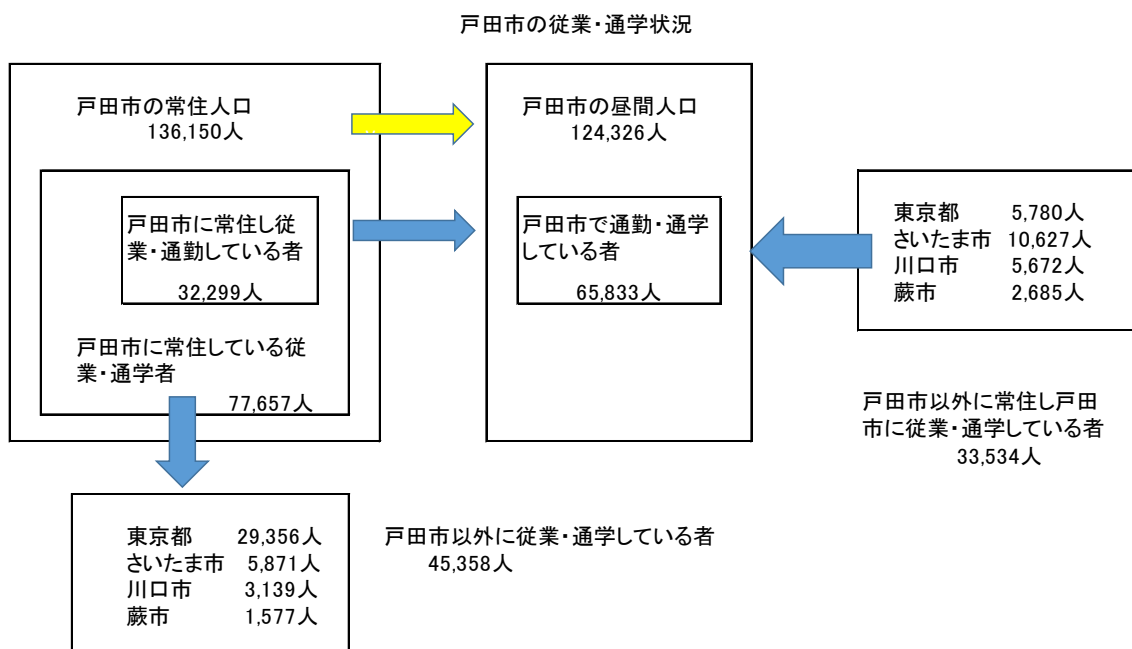 戸田市の従業・通学状況
戸田市の常住人口
136,150人
戸田市に常住し従
業・通勤している者
32,299人
戸田市に常住している従
業・通学者
77,657人
戸田市の昼間人口
124,326人
戸田市で通勤・通学
している者
65,833人
東京都 5,780人
さいたま市 10,627人
川口市 5,672人
蕨市 2,685人
戸田市以外に常住し戸田
市に従業・通学している者
33,534人
東京都 29,356人
さいたま市 5,871人
川口市 3,139人
蕨市 1,577人
戸田市以外に従業・通学している者
45,358人